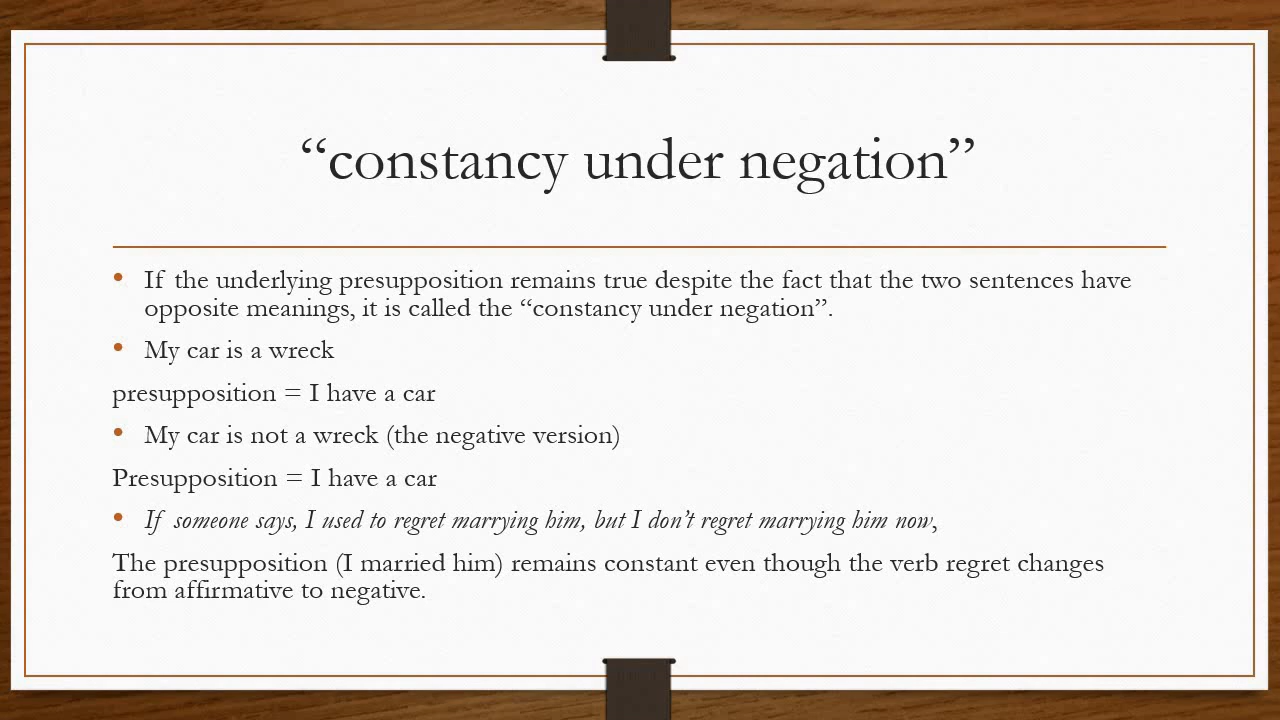 “constancy under negation”
If the underlying presupposition remains true despite the fact that the two sentences have
opposite meanings, it is called the “constancy under negation”.
My car is a wreck
presupposition = I have a car
My car is not a wreck (the negative version)
Presupposition = I have a car
If someone says, I used to regret marrying him, but I don’t regret marrying him now,
The presupposition (I married him) remains constant even though the verb regret changes
from affirmative to negative.